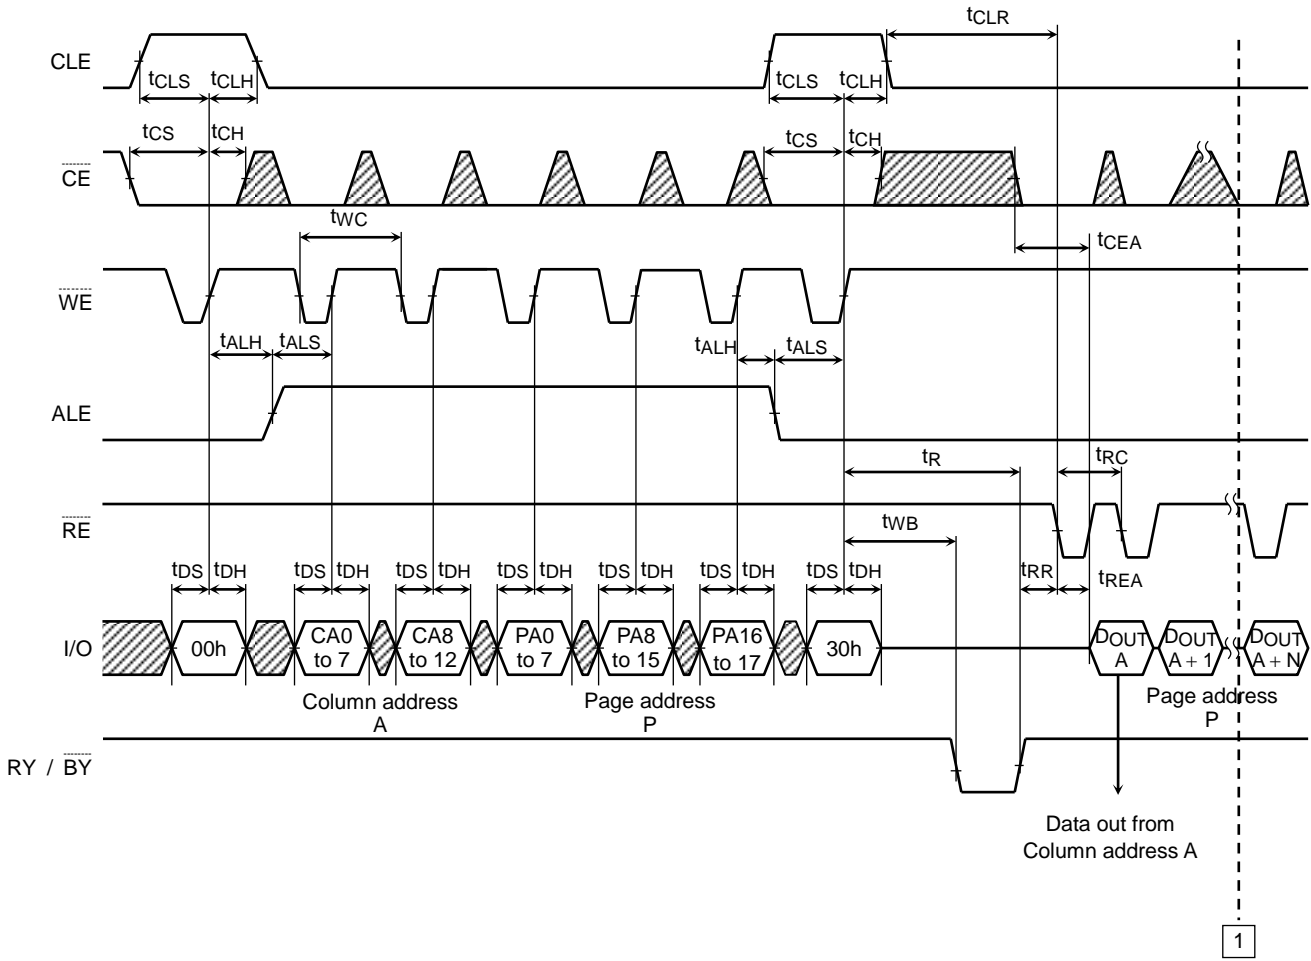 tCLR
CLE
tCLS tCLH tCLS tCLH
tCS tCH tCS tCH
CE
tWC
tCEA
WE
tALH tALS tALH tALS
ALE
tR tRC
RE
tWB
tDS tDH tDS tDH tDS tDH tDS tDH tDS tDH tDS tDH tDS tDH tRR tREA
I/O 00h CA0 to 7 CA8 to 12 PA0 to 7 PA8 to 15 PA16 to 17 30h DOUT A DOUT A + 1 DOUT A + N
Column address A
Page address P
Page address P
RY / BY
Data out from
Column address A
1